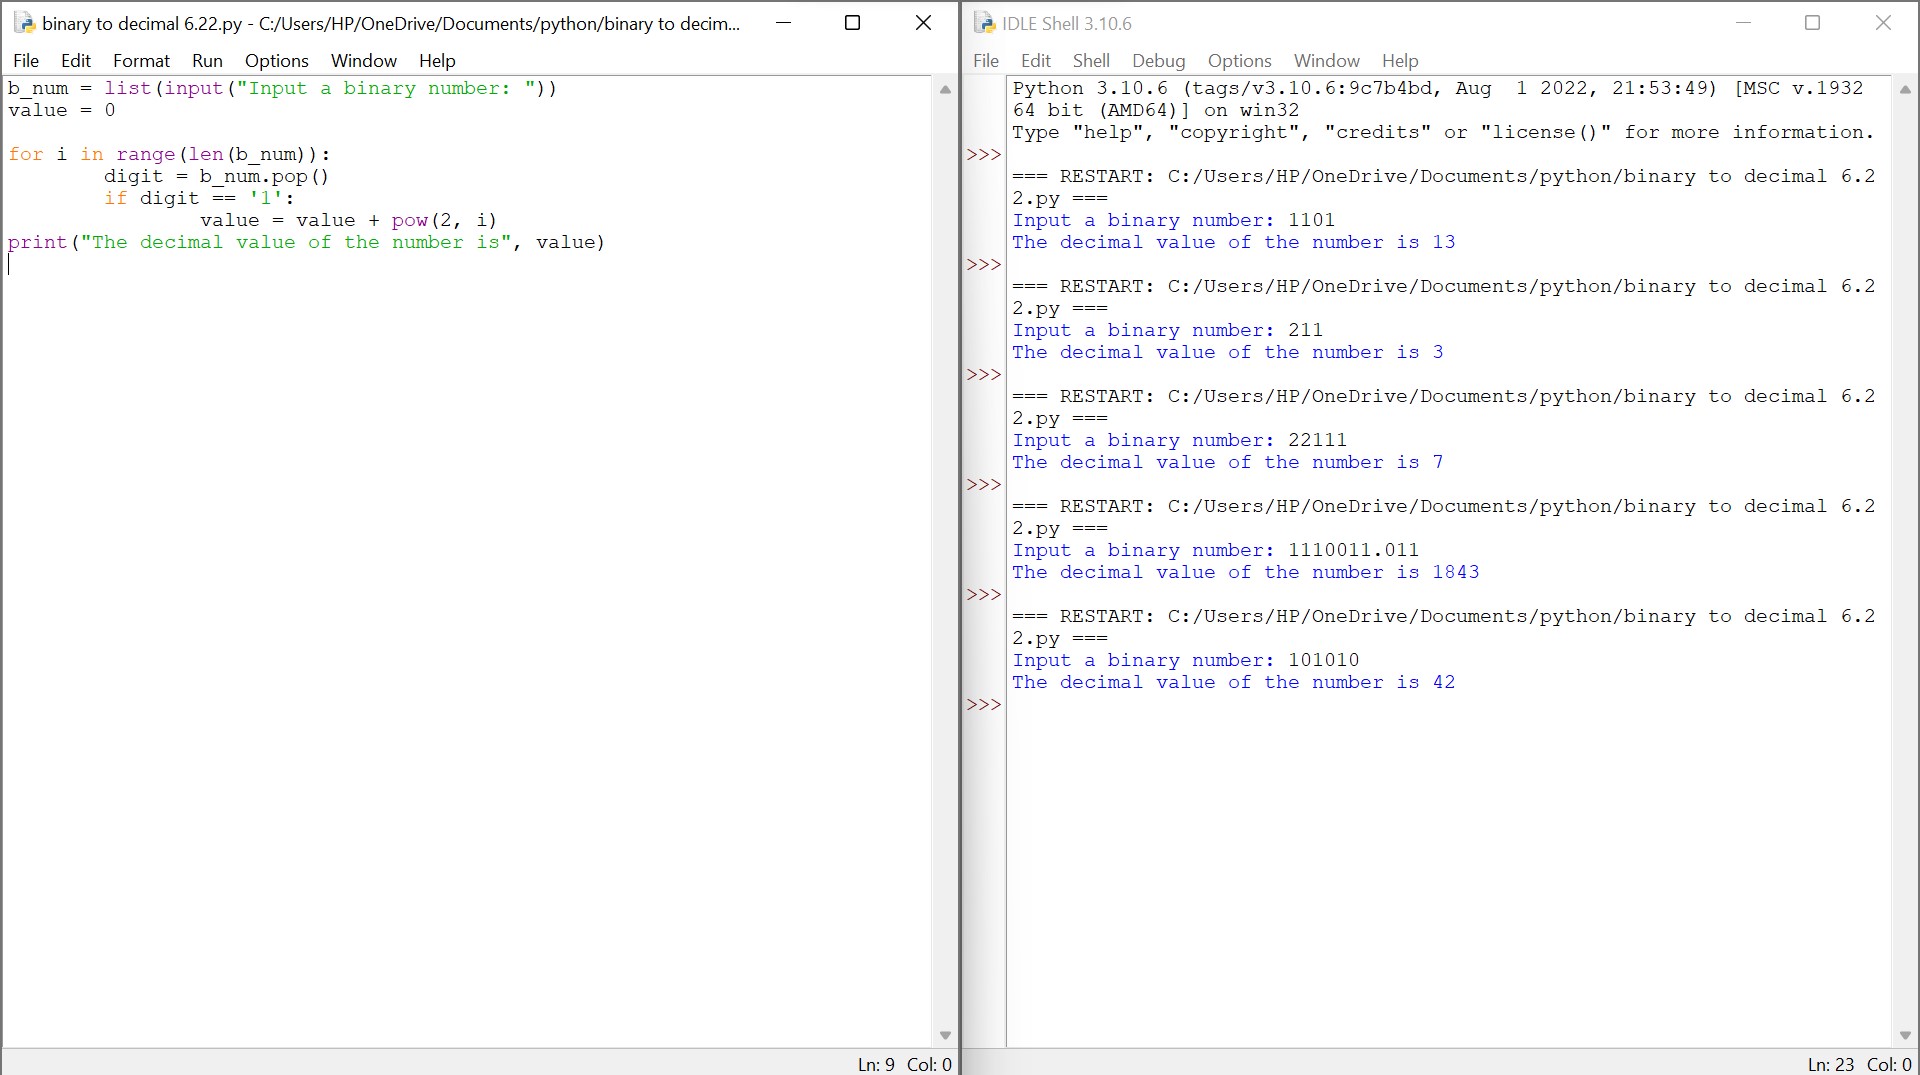 binary to decimal 6.22.py - C:/Users/HP/OneDrive/Documents/python/binary to decim...
File Edit Format Run Options Window Help
b_num = list(input("Input a binary number: "))
value = 0
for i in range(len(b_num)):
        digit = b_num.pop()
        if digit == '1':
                value = value + pow(2, i)
print("The decimal value of the number is", value)
Ln: 9 Col: 0
IDLE Shell 3.10.6
File Edit Shell Debug Options Window Help
Python 3.10.6 (tags/v3.10.6:9c7b4bd, Aug  1 2022, 21:53:49) [MSC v.1932
64 bit (AMD64)] on win32
Type "help", "copyright", "credits" or "license()" for more information.
>>>
=== RESTART: C:/Users/HP/OneDrive/Documents/python/binary to decimal 6.2
2.py ===
Input a binary number: 1101
The decimal value of the number is 13
>>>
=== RESTART: C:/Users/HP/OneDrive/Documents/python/binary to decimal 6.2
2.py ===
Input a binary number: 211
The decimal value of the number is 3
>>>
=== RESTART: C:/Users/HP/OneDrive/Documents/python/binary to decimal 6.2
2.py ===
Input a binary number: 22111
The decimal value of the number is 7
>>>
=== RESTART: C:/Users/HP/OneDrive/Documents/python/binary to decimal 6.2
2.py ===
Input a binary number: 1110011.011
The decimal value of the number is 1843
>>>
=== RESTART: C:/Users/HP/OneDrive/Documents/python/binary to decimal 6.2
2.py ===
Input a binary number: 101010
The decimal value of the number is 42
>>>
Ln: 23 Col: 0